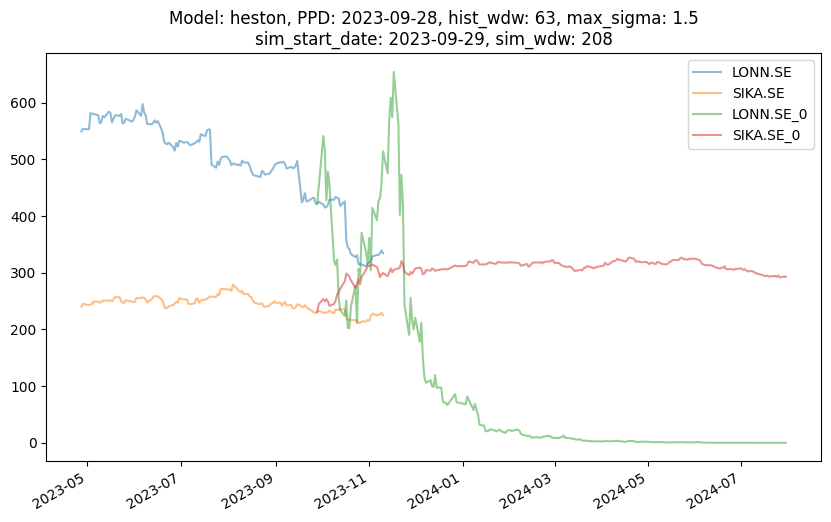 Model: heston, PPD: 2023-09-28, hist_wdw: 63, max_sigma: 1.5
sim_start_date: 2023-09-29, sim_wdw: 208
LONN.SE
SIKA.SE
LONN.SE_0
SIKA.SE_0
600
500
400
300
200
100
0
2023-05
2023-07
2023-09
2023-11
2024-01
2024-03
2024-05
2024-07